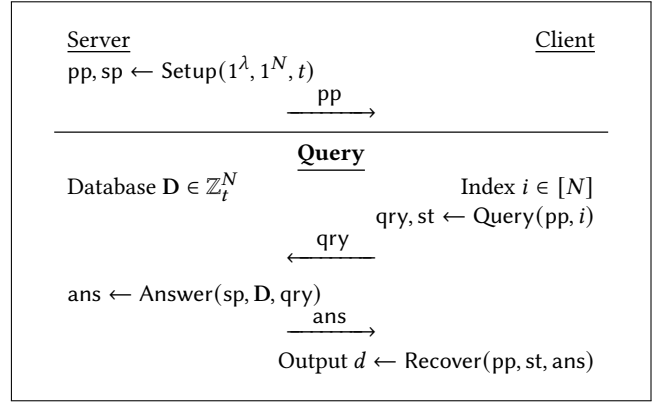 Server Client
pp, sp ← Setup(1^λ, 1^N, t)
pp
Query
Database D ∈ ℤ_t^N Index i ∈ [N]
qry, st ← Query(pp, i)
qry
ans ← Answer(sp, D, qry)
ans
Output d ← Recover(pp, st, ans)